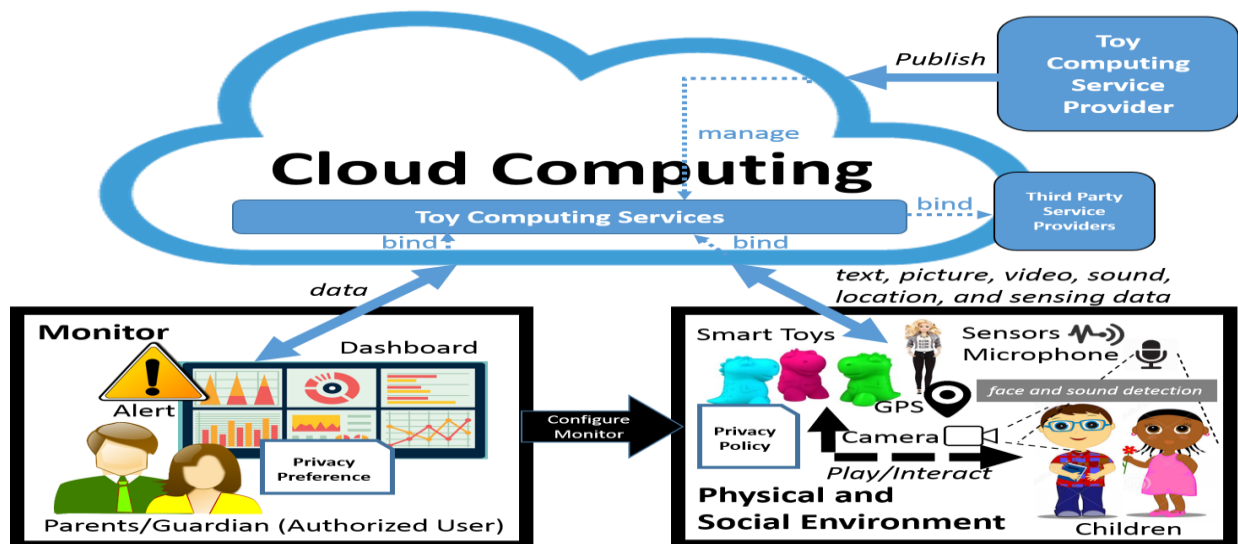 Publish
Toy
Computing
Service
Provider
manage
Cloud Computing
Toy Computing Services
bind
Third Party
Service
Providers
bind
bind
data
text, picture, video, sound,
location, and sensing data
Monitor
Dashboard
Alert
Privacy
Preference
Parents/Guardian (Authorized User)
Configure
Monitor
Smart Toys
Sensors
Microphone
face and sound detection
GPS
Privacy
Policy
Camera
Play/Interact
Physical and
Social Environment
Children